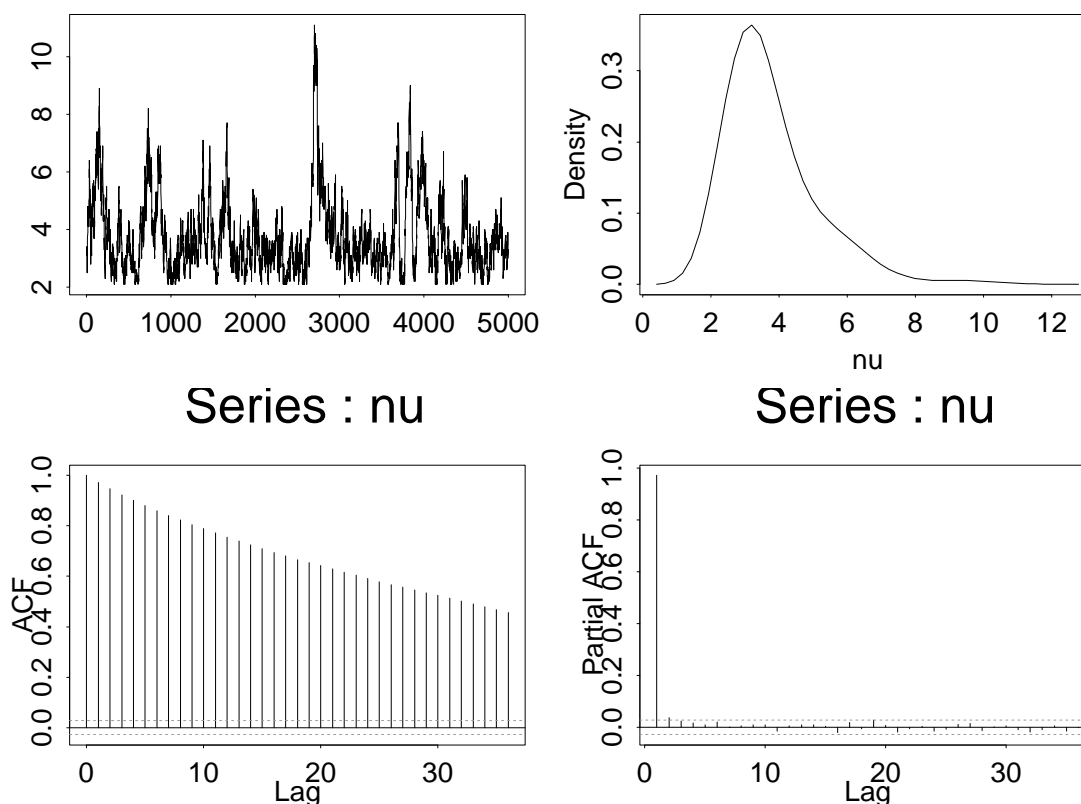 2 4 6 8 10
0 1000 2000 3000 4000 5000
Density
0.0 0.1 0.2 0.3
0 2 4 6 8 10 12
nu
Series : nu
ACF
0.0 0.2 0.4 0.6 0.8 1.0
0 10 20 30
Lag
Series : nu
Partial ACF
0.0 0.2 0.4 0.6 0.8 1.0
0 10 20 30
Lag